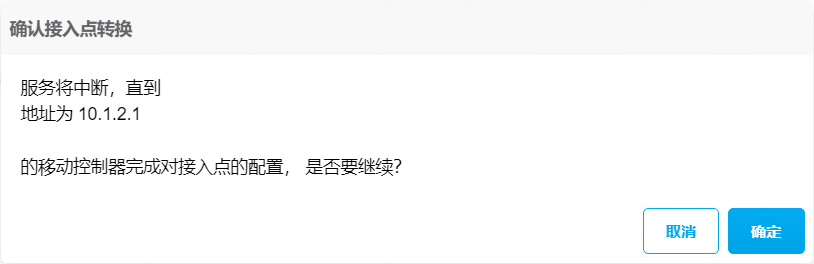 确认接入点转换
服务将中断，直到
地址为 10.1.2.1
的移动控制器完成对接入点的配置， 是否要继续?
取消
确定